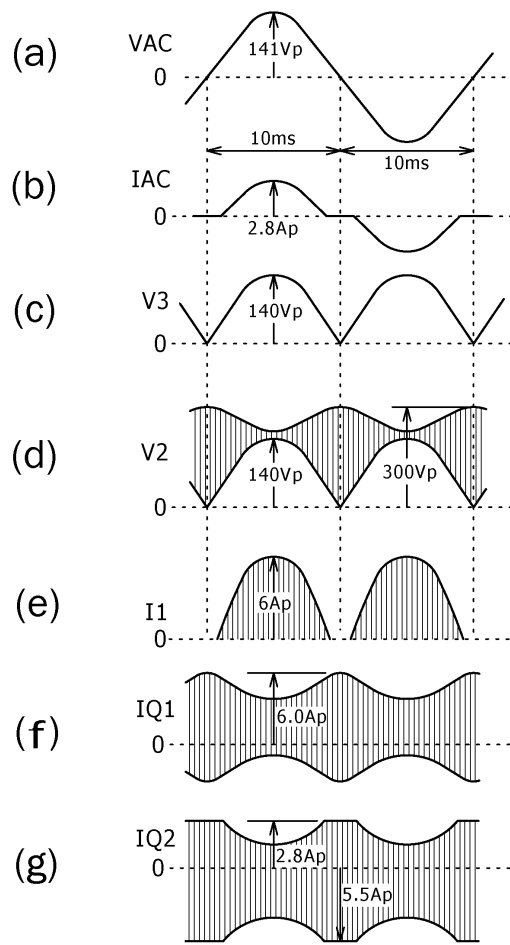 (a)
VAC
141Vp
0
10ms
10ms
(b)
IAC
0
2.8Ap
(c)
V3
140Vp
0
(d)
V2
140Vp
300Vp
0
(e)
I1
6Ap
0
(f)
IQ1
6.0Ap
0
(g)
IQ2
2.8Ap
0
5.5Ap